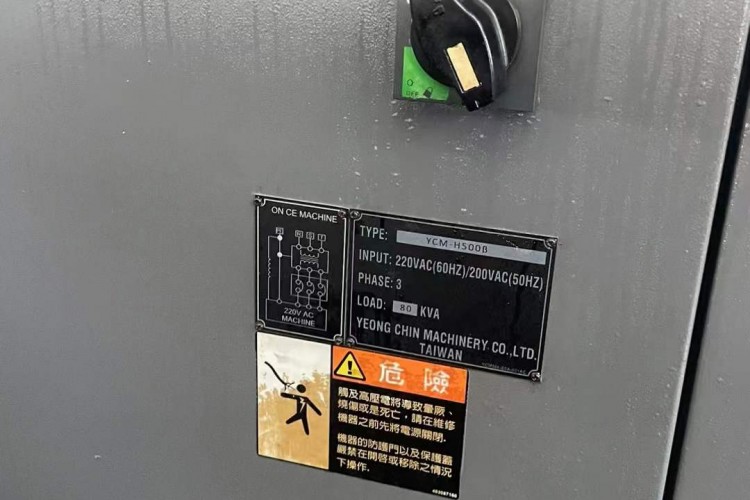 OFF
ON CE MACHINE
220V AC
MACHINE
TYPE: YCM-H500B
INPUT: 220VAC(60HZ)/200VAC(50HZ)
PHASE: 3
LOAD: 80 KVA
YEONG CHIN MACHINERY CO.,LTD.
TAIWAN
危險
觸及高壓電將導致暈厥、
燒傷或是死亡，請在維修
機器之前先將電源關閉.
機器的防護門以及保護蓋
嚴禁在開啓或移除之情況
下操作.